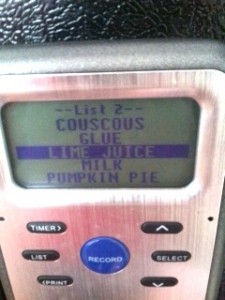 --List 2--
COUSCOUS
GLUE
LIME JUICE
MILK
PUMPKIN PIE
TIMER
LIST
RECORD
SELECT
PRINT